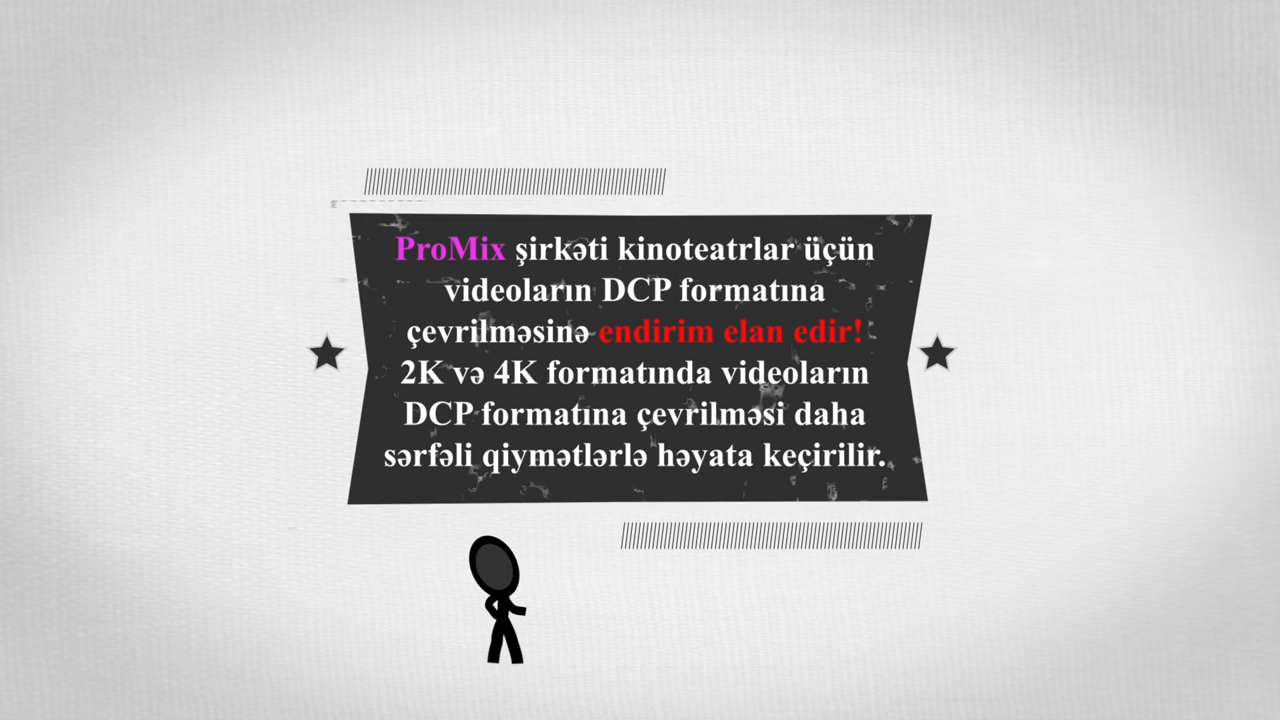 ProMix şirkəti kinoteatrlar üçün
videoların DCP formatına
çevrilməsinə endirim elan edir!
2K və 4K formatında videoların
DCP formatına çevrilməsi daha
sərfəli qiymətlərlə həyata keçirilir.